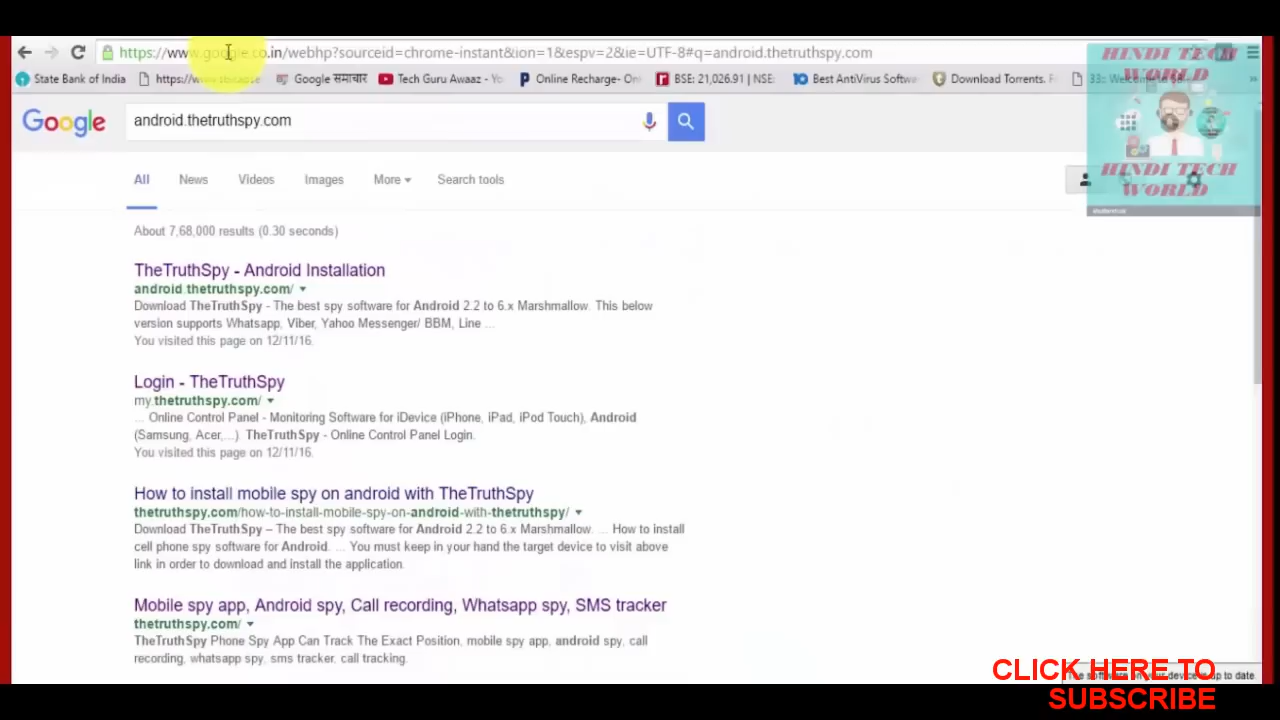 https://www.google.co.in/webhp?sourceid=chrome-instant&ion=1&espv=2&ie=UTF-8#q=android.thetruthspy.com
HINDI TECH
WORLD
State Bank of India
Google समाचार
Tech Guru Awaaz - Yo
Online Recharge- On
BSE: 21,026.91 | NSE:
Best AntiVirus Softw
Download Torrents. F
Google
android.thetruthspy.com
HINDI TECH
WORLD
All
News
Videos
Images
More
Search tools
About 7,68,000 results (0.30 seconds)
TheTruthSpy - Android Installation
android.thetruthspy.com/
Download TheTruthSpy - The best spy software for Android 2.2 to 6.x Marshmallow. This below
version supports Whatsapp, Viber, Yahoo Messenger/ BBM, Line ...
You visited this page on 12/11/16.
Login - TheTruthSpy
my.thetruthspy.com/
... Online Control Panel - Monitoring Software for iDevice (iPhone, iPad, iPod Touch), Android
(Samsung, Acer,...). TheTruthSpy - Online Control Panel Login.
You visited this page on 12/11/16.
How to install mobile spy on android with TheTruthSpy
thetruthspy.com/how-to-install-mobile-spy-on-android-with-thetruthspy/
Download TheTruthSpy – The best spy software for Android 2.2 to 6.x Marshmallow. ... How to install
cell phone spy software for Android. ... You must keep in your hand the target device to visit above
link in order to download and install the application.
Mobile spy app, Android spy, Call recording, Whatsapp spy, SMS tracker
thetruthspy.com/
TheTruthSpy Phone Spy App Can Track The Exact Position, mobile spy app, android spy, call
recording, whatsapp spy, sms tracker, call tracking.
CLICK HERE TO
SUBSCRIBE